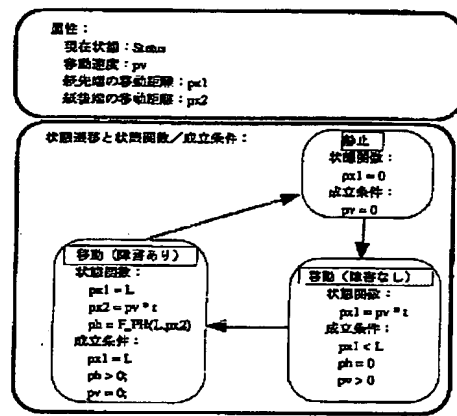 属性：
現在状態：Status
移動速度：pv
紙先端の移動距離：px1
紙後端の移動距離：px2
状態遷移と状態関数／成立条件：
静止
状態関数：
px1 = 0
成立条件：
pv = 0
移動（障害あり）
状態関数：
px1 = L
px2 = pv * t
ph = F_PH(L,px2)
成立条件：
px1 = L
ph > 0;
pv = 0;
移動（障害なし）
状態関数：
px1 = pv * t
成立条件：
px1 < L
ph = 0
pv > 0